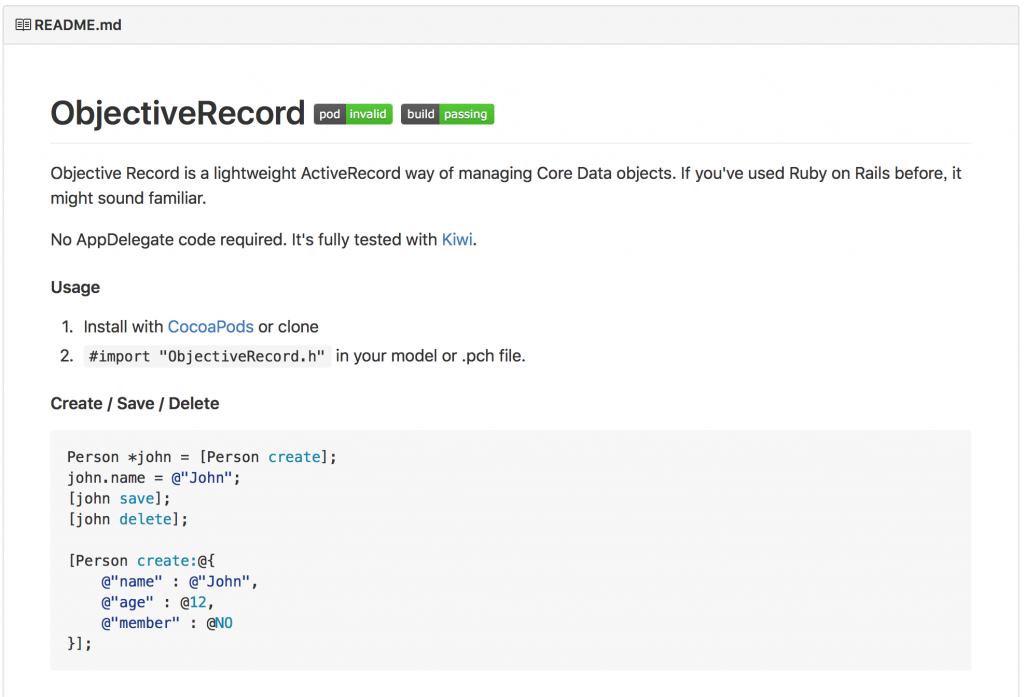 README.md
ObjectiveRecord pod invalid build passing
Objective Record is a lightweight ActiveRecord way of managing Core Data objects. If you've used Ruby on Rails before, it
might sound familiar.
No AppDelegate code required. It's fully tested with Kiwi.
Usage
1. Install with CocoaPods or clone
2. #import "ObjectiveRecord.h" in your model or .pch file.
Create / Save / Delete
Person *john = [Person create];
john.name = @"John";
[john save];
[john delete];
[Person create:@{
    @"name" : @"John",
    @"age" : @12,
    @"member" : @NO
}];